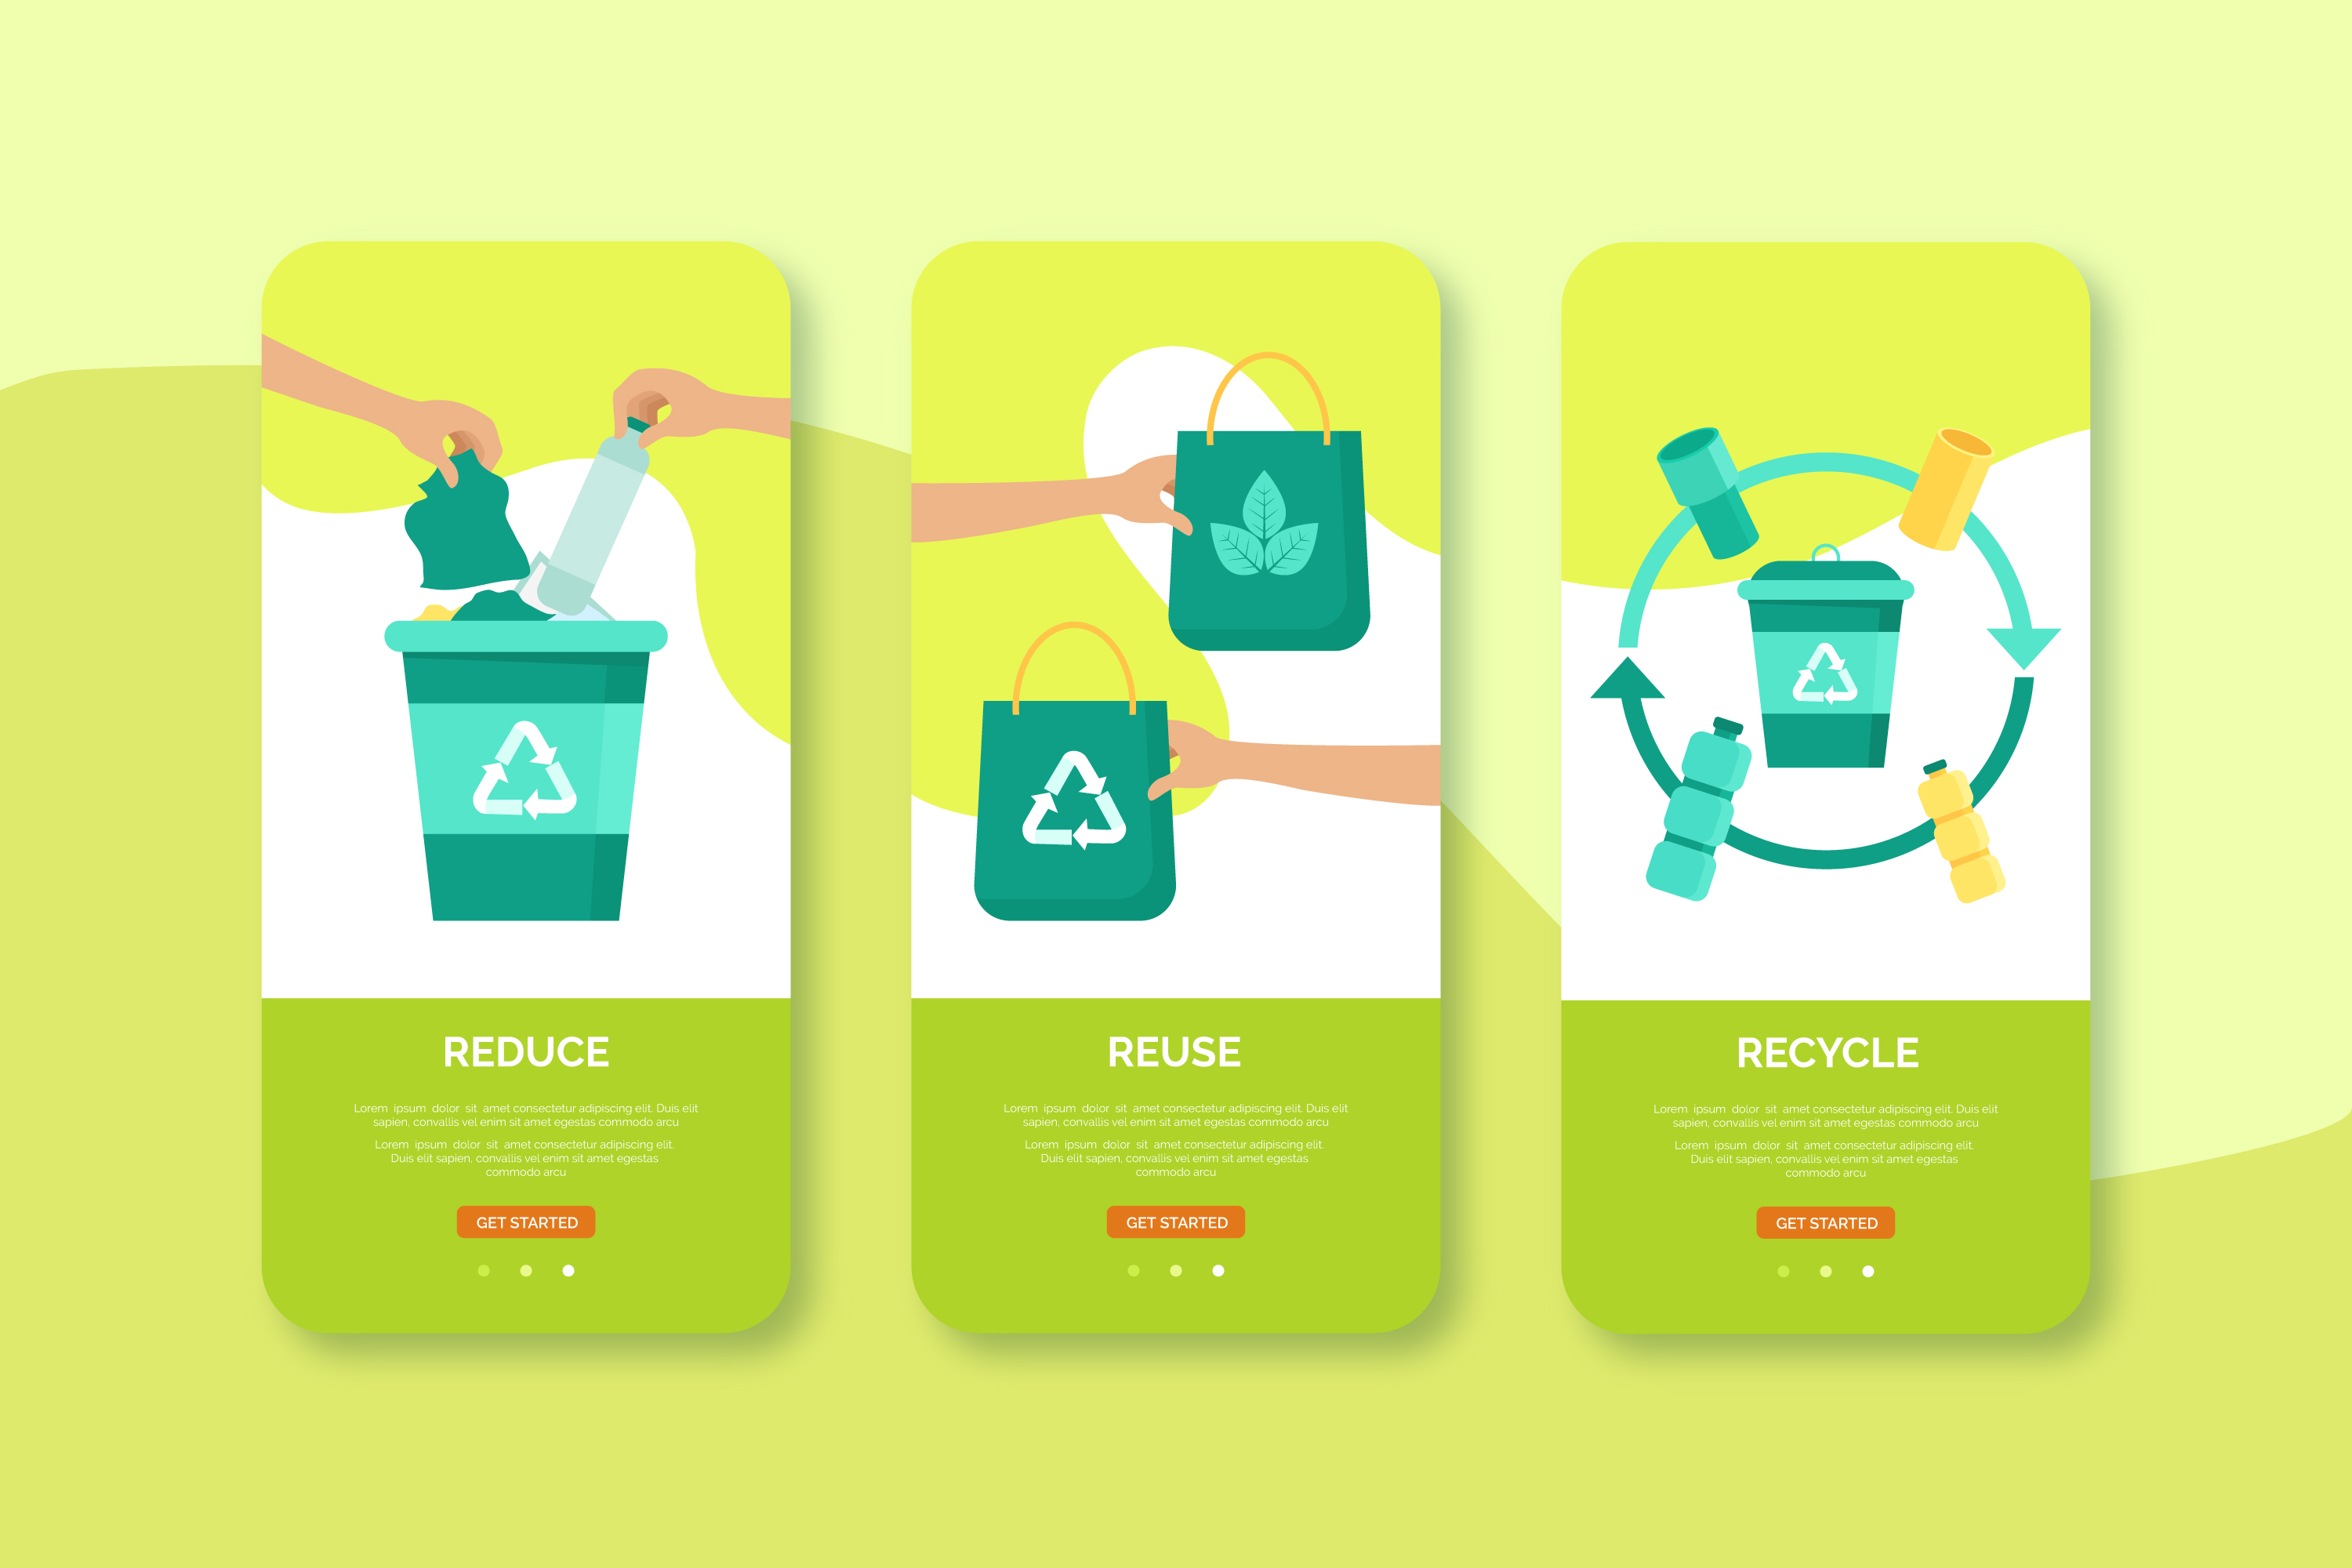 REDUCE
Lorem ipsum dolor sit amet consectetur adipiscing elit. Duis elit
sapien, convallis vel enim sit amet egestas commodo arcu
Lorem ipsum dolor sit amet consectetur adipiscing elit.
Duis elit sapien, convallis vel enim sit amet egestas
commodo arcu
GET STARTED
REUSE
Lorem ipsum dolor sit amet consectetur adipiscing elit. Duis elit
sapien, convallis vel enim sit amet egestas commodo arcu
Lorem ipsum dolor sit amet consectetur adipiscing elit.
Duis elit sapien, convallis vel enim sit amet egestas
commodo arcu
GET STARTED
RECYCLE
Lorem ipsum dolor sit amet consectetur adipiscing elit. Duis elit
sapien, convallis vel enim sit amet egestas commodo arcu
Lorem ipsum dolor sit amet consectetur adipiscing elit.
Duis elit sapien, convallis vel enim sit amet egestas
commodo arcu
GET STARTED